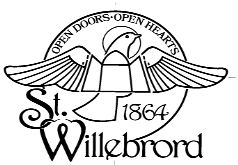 OPEN DOORS · OPEN HEARTS
St. 1864
Willebrord